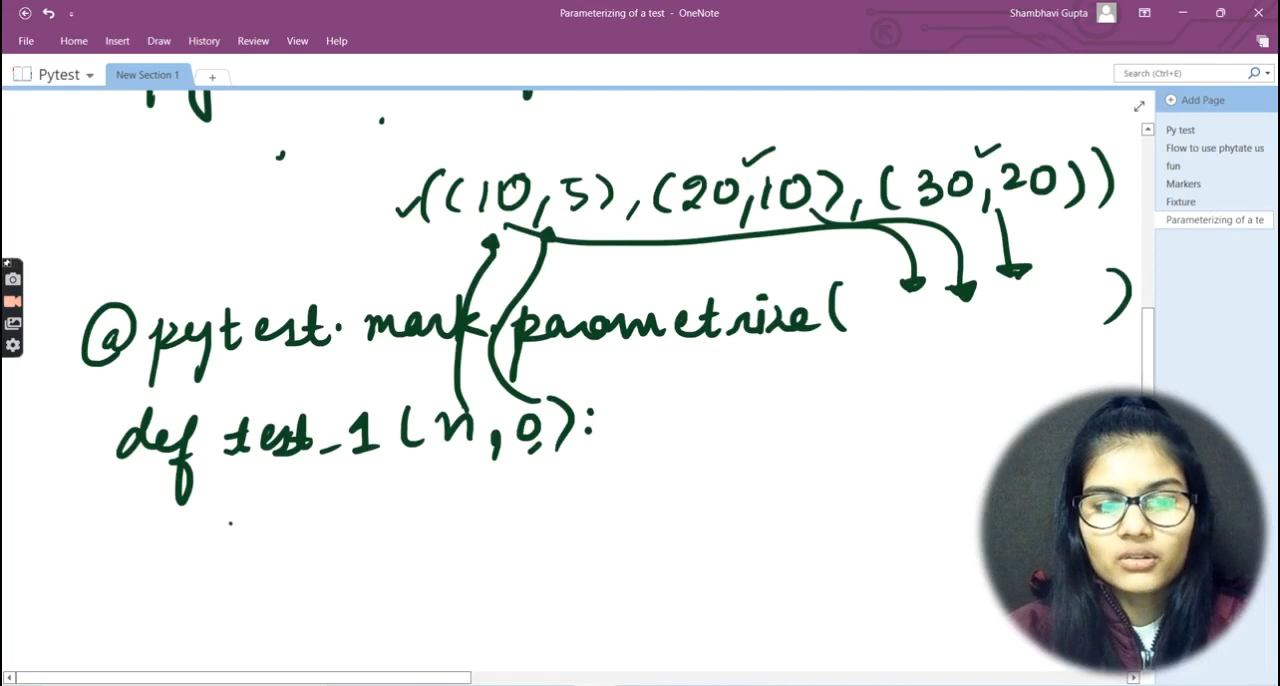 Parameterizing of a test - OneNote
Shambhavi Gupta
File Home Insert Draw History Review View Help
Pytest New Section 1 +
Search (Ctrl+E)
Add Page
Py test
Flow to use phytate us
fun
Markers
Fixture
Parameterizing of a te
((10,5),(20,10),(30,20))
@pytest.mark.parametrize( )
def test_1(n,o):